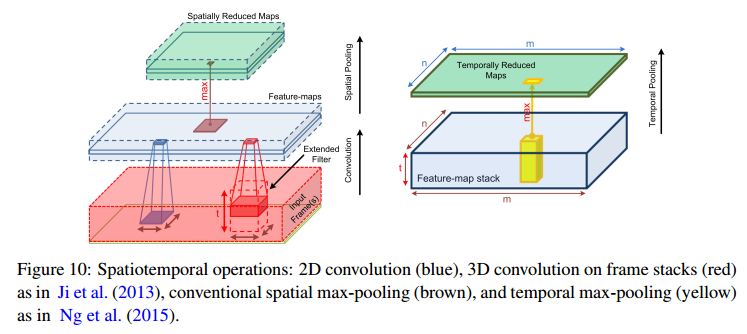 Spatially Reduced Maps
max
Spatial Pooling
Feature-maps
Extended
Filter
Convolution
t
Input
Frame(s)
m
n
Temporally Reduced
Maps
Temporal Pooling
max
n
t
Feature-map stack
m
Figure 10: Spatiotemporal operations: 2D convolution (blue), 3D convolution on frame stacks (red)
as in Ji et al. (2013), conventional spatial max-pooling (brown), and temporal max-pooling (yellow)
as in Ng et al. (2015).